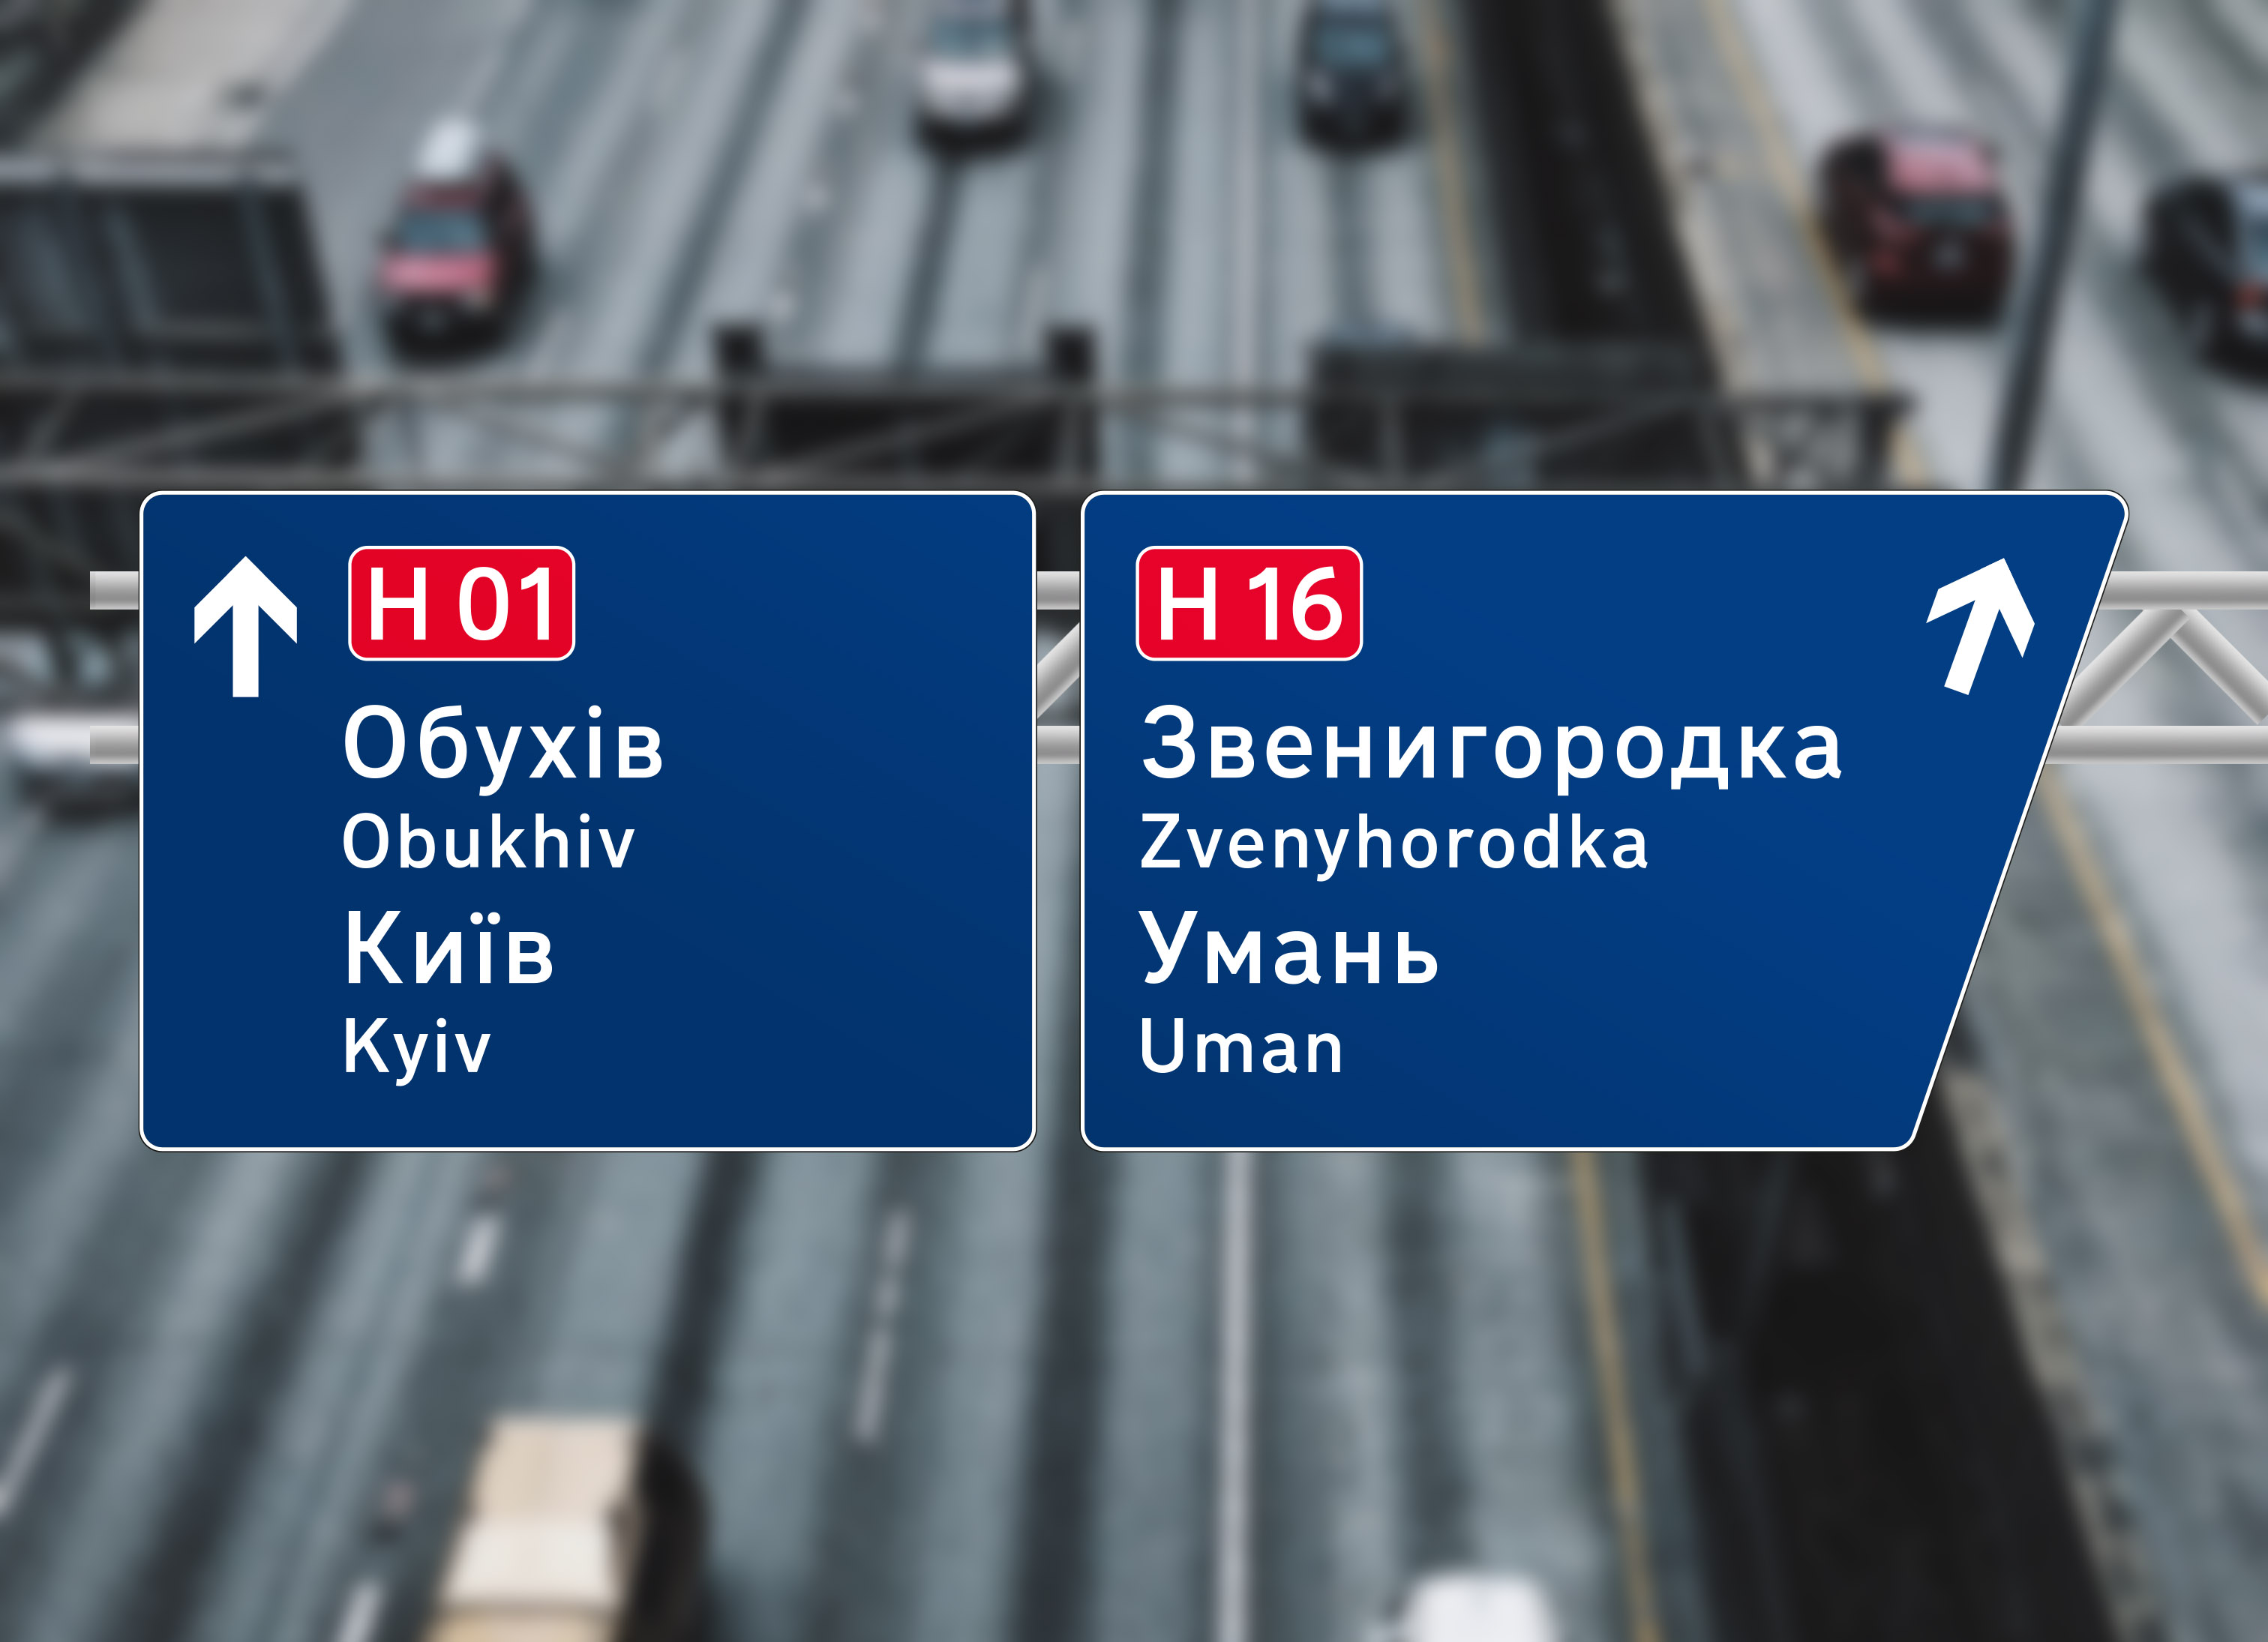 Н 01
Обухів
Obukhiv
Київ
Kyiv
Н 16
Звенигородка
Zvenyhorodka
Умань
Uman